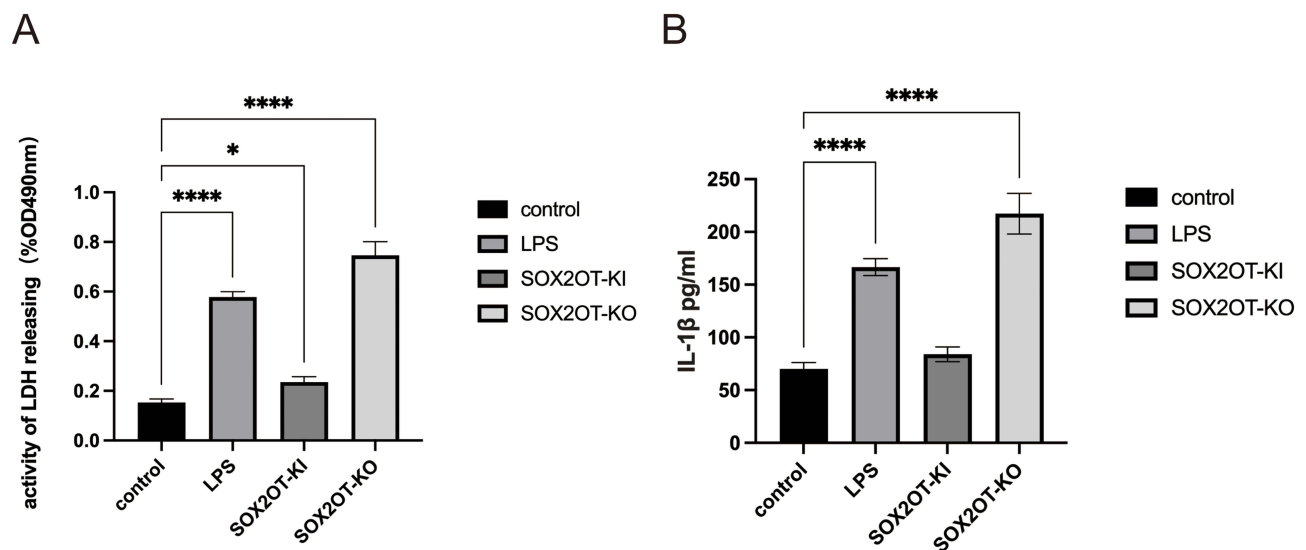 A
****
*
****
activity of LDH releasing (%OD490nm)
1.0
0.8
0.6
0.4
0.2
0.0
control
LPS
SOX2OT-KI
SOX2OT-KO
control
LPS
SOX2OT-KI
SOX2OT-KO
B
****
****
IL-1β pg/ml
250
200
150
100
50
0
control
LPS
SOX2OT-KI
SOX2OT-KO
control
LPS
SOX2OT-KI
SOX2OT-KO